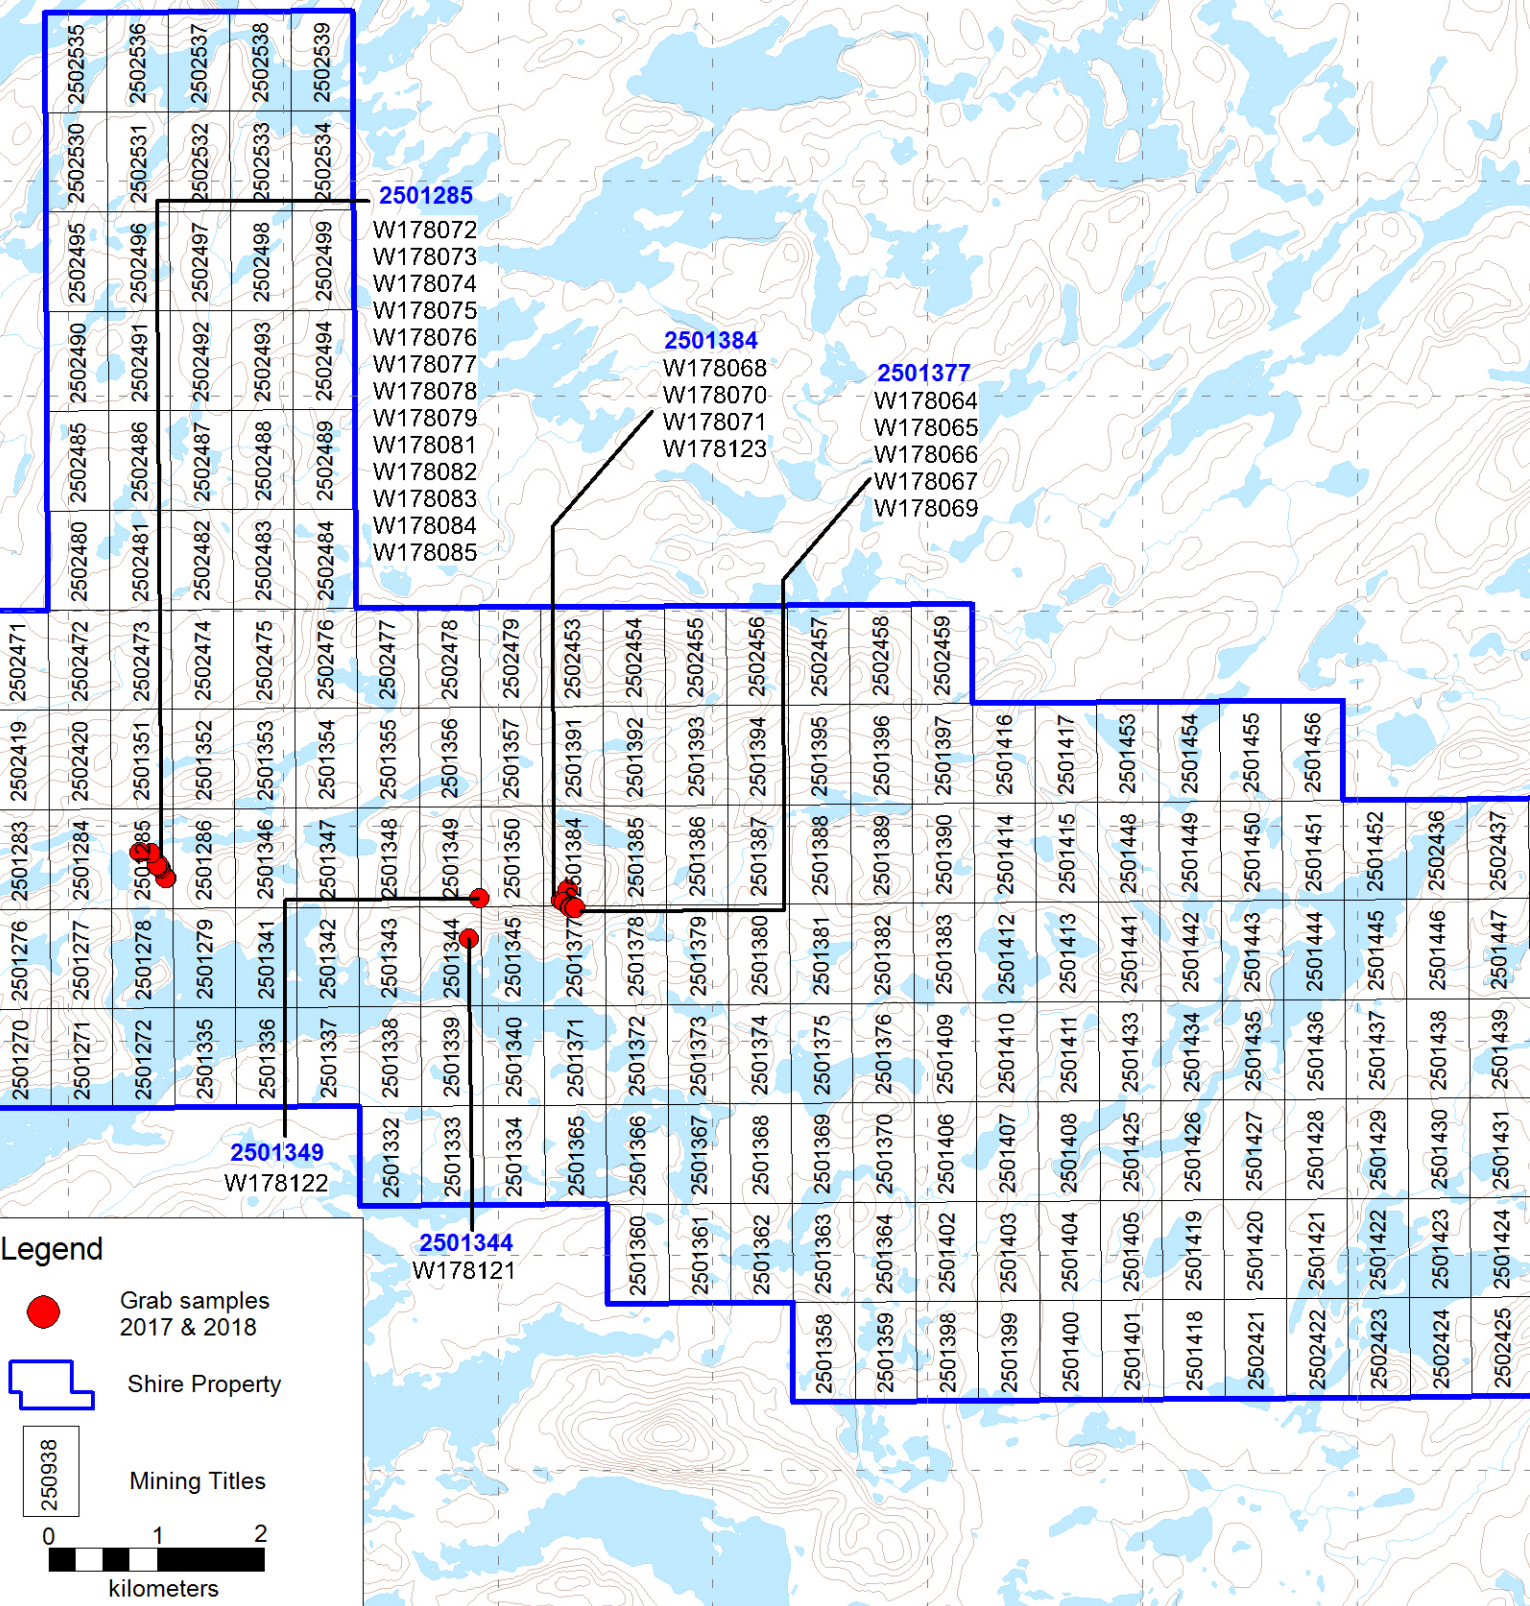 2502535 2502536 2502537 2502538 2502539
2502530 2502531 2502532 2502533 2502534
2502495 2502496 2502497 2502498 2502499
2502490 2502491 2502492 2502493 2502494
2502485 2502486 2502487 2502488 2502489
2502480 2502481 2502482 2502483 2502484
2501285
W178072
W178073
W178074
W178075
W178076
W178077
W178078
W178079
W178081
W178082
W178083
W178084
W178085
2501384
W178068
W178070
W178071
W178123
2501377
W178064
W178065
W178066
W178067
W178069
2502471 2502472 2502473 2502474 2502475 2502476 2502477 2502478 2502479 2502453 2502454 2502455 2502456 2502457 2502458 2502459
2502419 2502420 2501351 2501352 2501353 2501354 2501355 2501356 2501357 2501391 2501392 2501393 2501394 2501395 2501396 2501397 2501416 2501417 2501453 2501454 2501455 2501456
2501283 2501284 2501285 2501286 2501346 2501347 2501348 2501349 2501350 2501384 2501385 2501386 2501387 2501388 2501389 2501390 2501414 2501415 2501448 2501449 2501450 2501451 2501452 2502436 2502437
2501276 2501277 2501278 2501279 2501341 2501342 2501343 2501344 2501345 2501377 2501378 2501379 2501380 2501381 2501382 2501383 2501412 2501413 2501441 2501442 2501443 2501444 2501445 2501446 2501447
2501270 2501271 2501272 2501335 2501336 2501337 2501338 2501339 2501340 2501371 2501372 2501373 2501374 2501375 2501376 2501409 2501410 2501411 2501433 2501434 2501435 2501436 2501437 2501438 2501439
2501332 2501333 2501334 2501365 2501366 2501367 2501368 2501369 2501370 2501406 2501407 2501408 2501425 2501426 2501427 2501428 2501429 2501430 2501431
2501360 2501361 2501362 2501363 2501364 2501402 2501403 2501404 2501405 2501419 2501420 2501421 2501422 2501423 2501424
2501358 2501359 2501398 2501399 2501400 2501401 2501418 2502421 2502422 2502423 2502424 2502425
2501349
W178122
2501344
W178121
Legend
Grab samples
2017 & 2018
Shire Property
250938
Mining Titles
0 1 2
kilometers